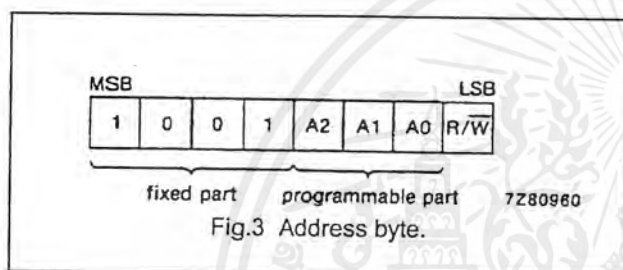 MSB LSB
1 0 0 1 A2 A1 A0 R/W̅
fixed part programmable part 7Z80960
Fig.3 Address byte.